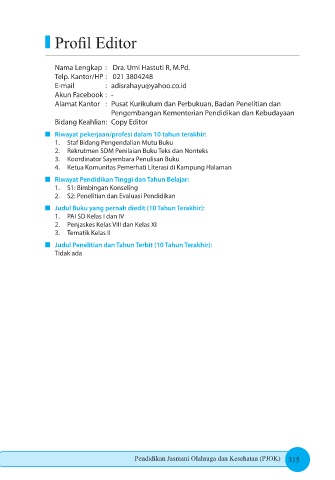 Profil Editor
Nama Lengkap : Dra. Umi Hastuti R, M.Pd.
Telp. Kantor/HP : 021 3804248
E-mail : adisrahayu@yahoo.co.id
Akun Facebook : -
Alamat Kantor : Pusat Kurikulum dan Perbukuan, Badan Penelitian dan
Pengembangan Kementerian Pendidikan dan Kebudayaan
Bidang Keahlian: Copy Editor
Riwayat pekerjaan/profesi dalam 10 tahun terakhir:
1. Staf Bidang Pengendalian Mutu Buku
2. Rekrutmen SDM Penilaian Buku Teks dan Nonteks
3. Koordinator Sayembara Penulisan Buku
4. Ketua Komunitas Pemerhati Literasi di Kampung Halaman
Riwayat Pendidikan Tinggi dan Tahun Belajar:
1. S1: Bimbingan Konseling
2. S2: Penelitian dan Evaluasi Pendidikan
Judul Buku yang pernah diedit (10 Tahun Terakhir):
1. PAI SD Kelas I dan IV
2. Penjaskes Kelas VIII dan Kelas XI
3. Tematik Kelas II
Judul Penelitian dan Tahun Terbit (10 Tahun Terakhir):
Tidak ada
Pendidikan Jasmani Olahraga dan Kesehatan (PJOK) 315